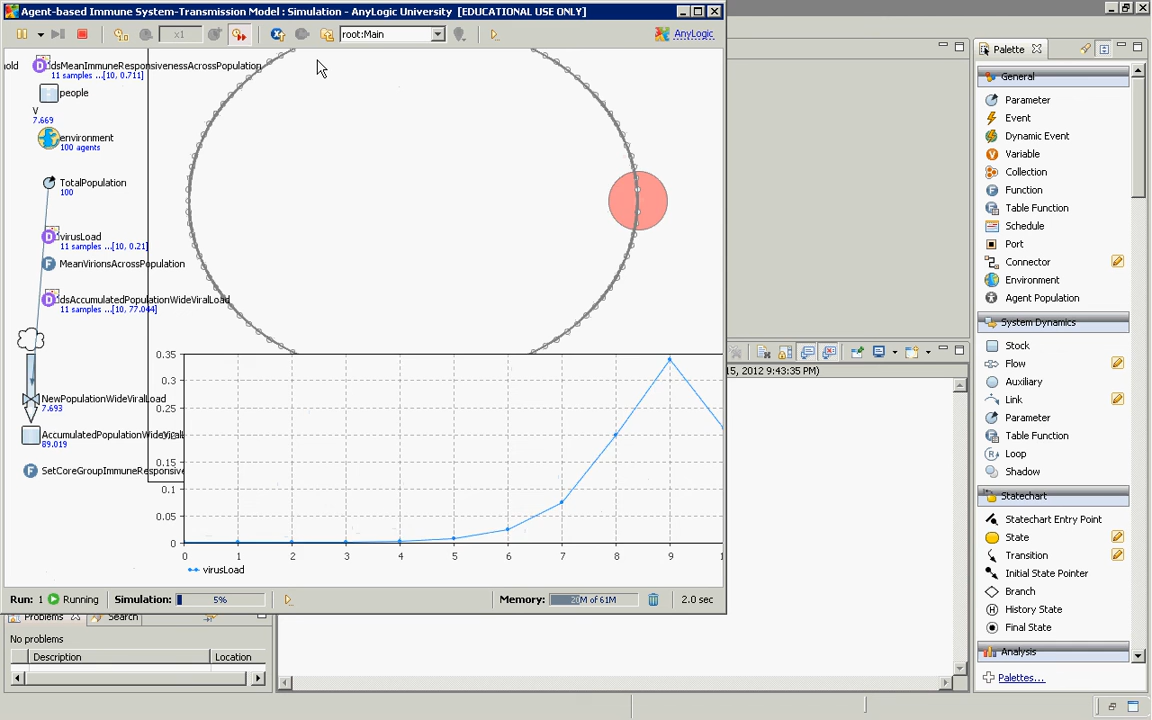 Agent-based Immune System-Transmission Model : Simulation - AnyLogic University [EDUCATIONAL USE ONLY]
x1
root:Main
AnyLogic
hold
dsMeanImmuneResponsivenessAcrossPopulation
11 samples ...[10, 0.711]
people
V
7.669
environment
100 agents
TotalPopulation
100
virusLoad
11 samples ...[10, 0.21]
MeanVirionsAcrossPopulation
dsAccumulatedPopulationWideViralLoad
11 samples ...[10, 77.044]
NewPopulationWideViralLoad
7.693
AccumulatedPopulationWideViralL
89.019
SetCoreGroupImmuneResponsive
0.35
0.3
0.25
0.2
0.15
0.1
0.05
0
0 1 2 3 4 5 6 7 8 9 1
virusLoad
Run: 1 Running Simulation: 5% Memory: 20M of 61M 2.0 sec
15, 2012 9:43:35 PM)
Problems Search
No problems
Description Location
Palette
General
Parameter
Event
Dynamic Event
Variable
Collection
Function
Table Function
Schedule
Port
Connector
Environment
Agent Population
System Dynamics
Stock
Flow
Auxiliary
Link
Parameter
Table Function
Loop
Shadow
Statechart
Statechart Entry Point
State
Transition
Initial State Pointer
Branch
History State
Final State
Analysis
Palettes...